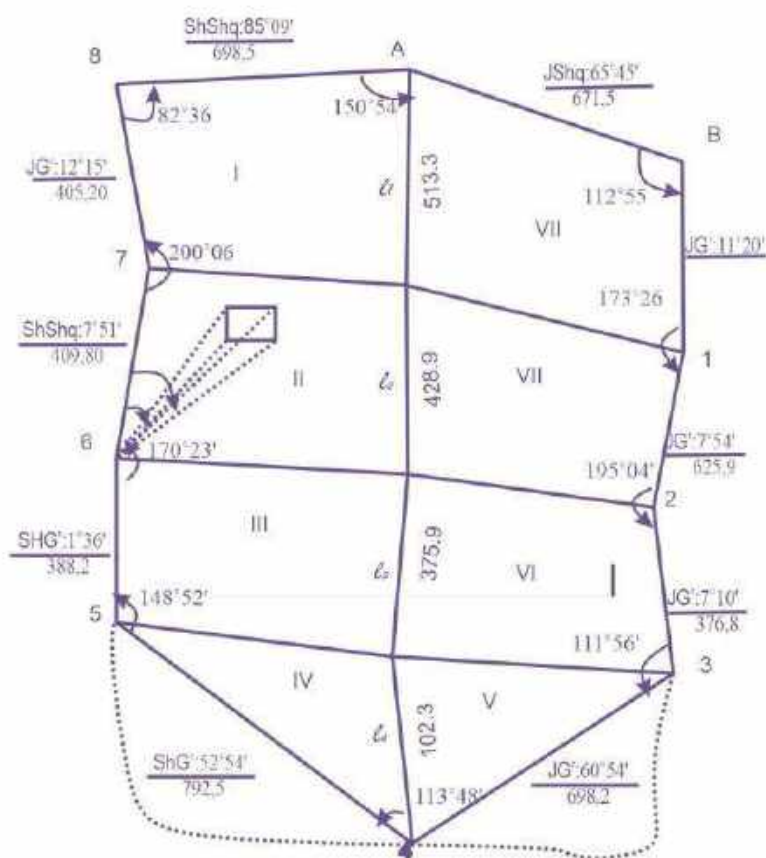 ShShq:85°09'
698,5
A
8
JShq:65°45'
671,5
82°36
150°54
B
JG':12°15'
405,20
I
l₁
513.3
112°55
VII
JG':11°20'
7
200°06
173°26
ShShq:7°51'
409,80
II
l₂
428.9
VII
1
6
170°23'
195°04'
JG':7°54'
625,9
2
III
SHG':1°36'
388,2
l₃
375.9
VI
JG':7°10'
376,8
5
148°52'
111°56'
3
IV
V
102.3
ShG':52°54'
792,5
113°48'
JG':60°54'
698,2